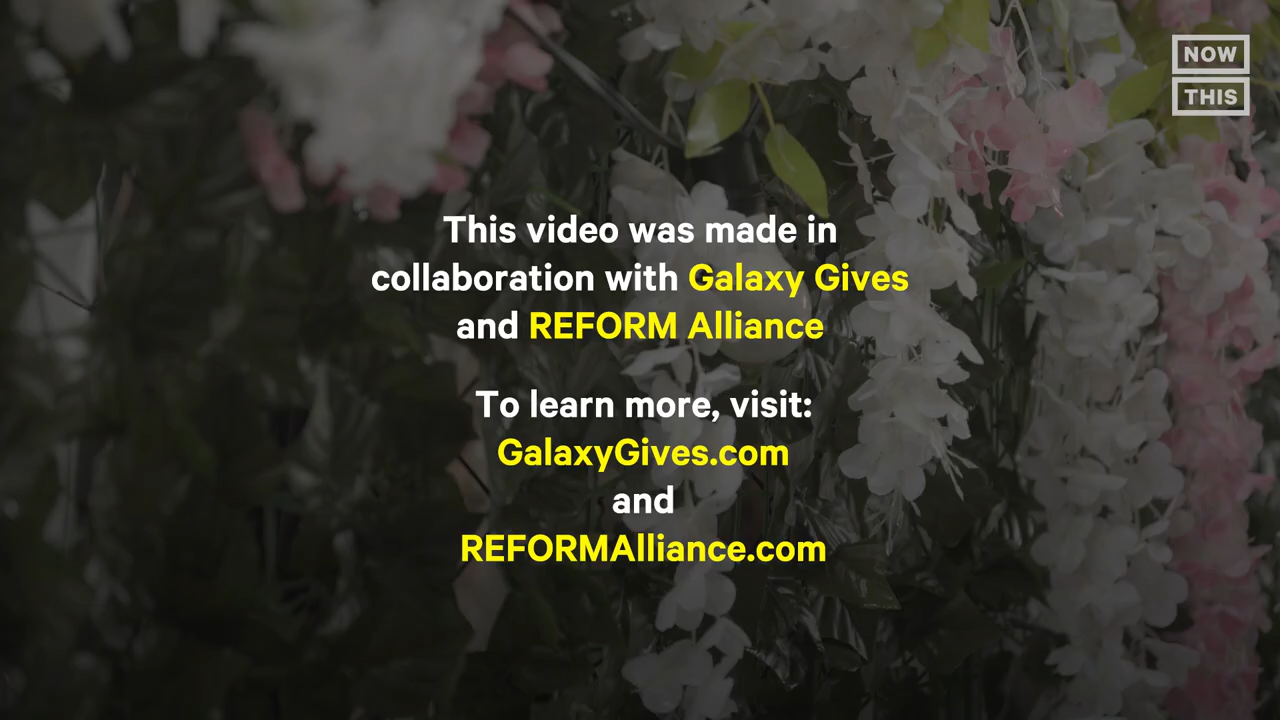 NOW
THIS
This video was made in
collaboration with Galaxy Gives
and REFORM Alliance
To learn more, visit:
GalaxyGives.com
and
REFORMAlliance.com